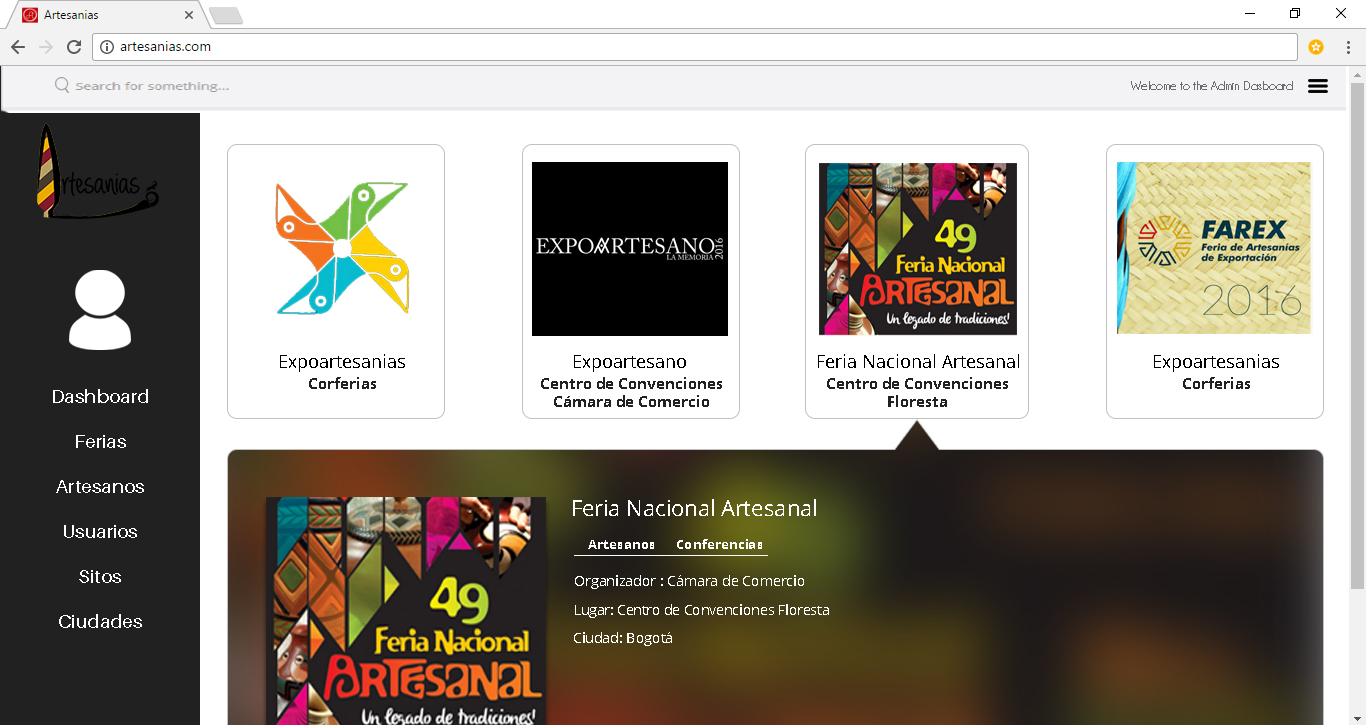 Artesanias
artesanias.com
Search for something...
Welcome to the Admin Dasboard
Artesanias
Dashboard
Ferias
Artesanos
Usuarios
Sitos
Ciudades
Expoartesanias
Corferias
EXPOARTESANO
LA MEMORIA 2016
Expoartesano
Centro de Convenciones
Cámara de Comercio
49
Feria Nacional
ARTESANAL
Un legado de tradiciones!
Feria Nacional Artesanal
Centro de Convenciones
Floresta
FAREX
Feria de Artesanías
de Exportación
2016
Expoartesanias
Corferias
49
Feria Nacional
ARTESANAL
Un legado de tradiciones!
Feria Nacional Artesanal
Artesanos Conferencias
Organizador : Cámara de Comercio
Lugar: Centro de Convenciones Floresta
Ciudad: Bogotá